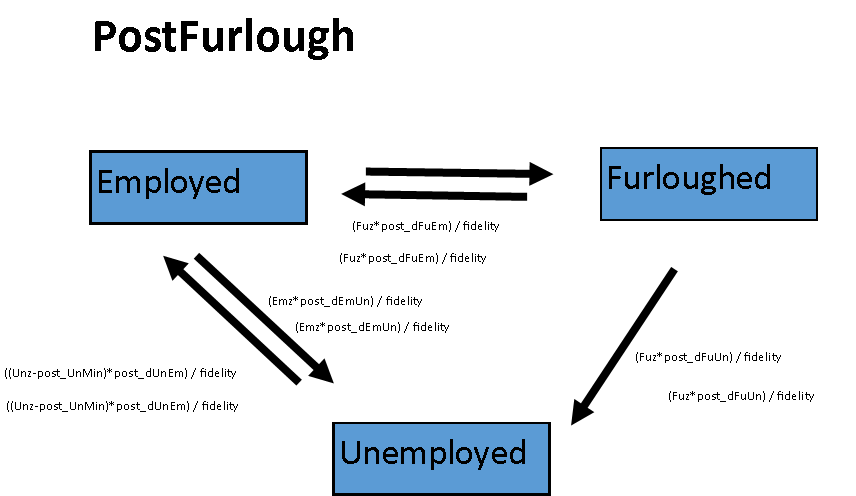 PostFurlough
Employed
Furloughed
(Fuz*post_dFuEm) / fidelity
(Fuz*post_dFuEm) / fidelity
(Emz*post_dEmUn) / fidelity
(Emz*post_dEmUn) / fidelity
(Fuz*post_dFuUn) / fidelity
((Unz-post_UnMin)*post_dUnEm) / fidelity
(Fuz*post_dFuUn) / fidelity
((Unz-post_UnMin)*post_dUnEm) / fidelity
Unemployed